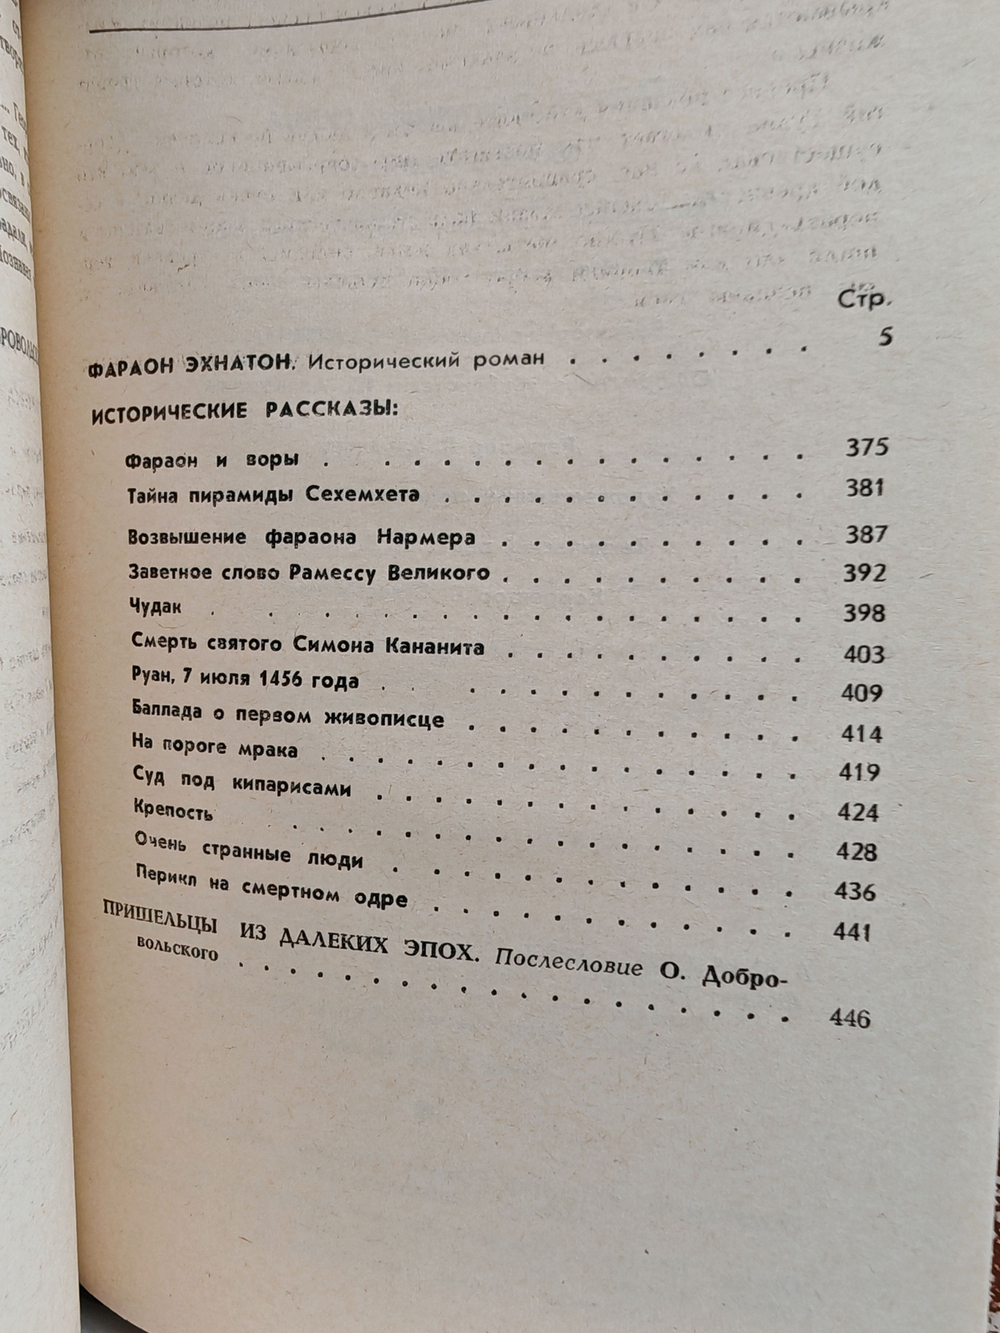 Стр.
ФАРАОН ЭХНАТОН. Исторический роман . . . . . . . . 5
ИСТОРИЧЕСКИЕ РАССКАЗЫ:
Фараон и воры . . . . . . . . . . . . . . . . 375
Тайна пирамиды Сехемхета . . . . . . . . . . . . 381
Возвышение фараона Нармера . . . . . . . . . . . 387
Заветное слово Рамессу Великого . . . . . . . . . . . 392
Чудак . . . . . . . . . . . . . . . . . . . 398
Смерть святого Симона Кананита . . . . . . . . . . 403
Руан, 7 июля 1456 года . . . . . . . . . . . . . 409
Баллада о первом живописце . . . . . . . . . . . . 414
На пороге мрака . . . . . . . . . . . . . . . . 419
Суд под кипарисами . . . . . . . . . . . . . . 424
Крепость . . . . . . . . . . . . . . . . . 428
Очень странные люди . . . . . . . . . . . . . 436
Перикл на смертном одре . . . . . . . . . . . . 441
ПРИШЕЛЬЦЫ ИЗ ДАЛЕКИХ ЭПОХ. Послесловие О. Добро-
вольского . . . . . . . . . . . . . . . . . . . 446